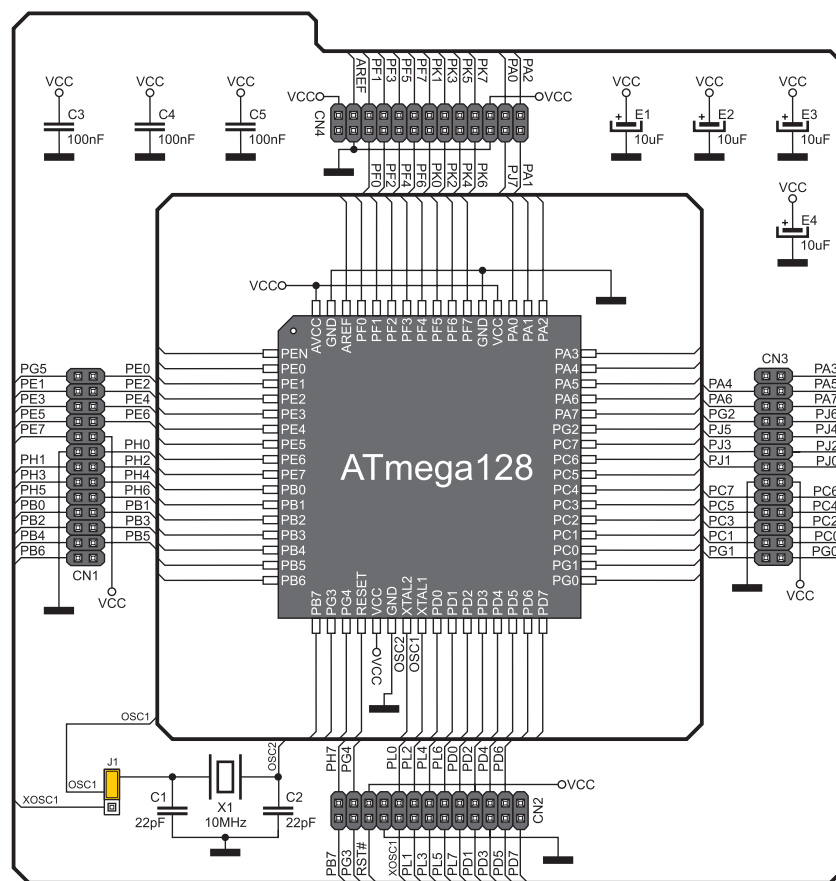 AREF PF1 PF3 PF5 PF7 PK1 PK3 PK5 PK7 PA0 PA2
VCC VCC VCC VCC VCC VCC
VCC VCC
C3 C4 C5 CN4 E1 E2 E3
100nF 100nF 100nF 10uF 10uF 10uF
PF0 PF2 PF4 PF6 PK0 PK2 PK4 PK6 PJ7 PA1
VCC
E4
10uF
VCC
AVCC GND AREF PF0 PF1 PF2 PF3 PF4 PF5 PF6 PF7 GND VCC PA0 PA1 PA2
PEN PA3
CN3
PG5 PE0 PE0 PA4 PA3
PE1 PE2 PE1 PA5 PA4 PA5
PE3 PE4 PE2 PA6 PA6 PA7
PE5 PE6 PE3 PA7 PG2 PJ6
PE7 PE4 PG2 PJ5 PJ4
PH0 PE5 PC7 PJ3 PJ2
PH1 PH2 PE6 PC6 PJ1 PJ0
PH3 PH4 PE7 PC5
ATmega128
PH5 PH6 PB0 PC4 PC7 PC6
PB0 PB1 PB1 PC3 PC5 PC4
PB2 PB3 PB2 PC2 PC3 PC2
PB4 PB5 PB3 PC1 PC1 PC0
PB6 PB4 PC0 PG1 PG0
CN1 PB5 PG1
VCC PB6 PG0 VCC
PB7 PG3 PG4 RESET VCC GND XTAL2 XTAL1 PD0 PD1 PD2 PD3 PD4 PD5 PD6 PD7
VCC OSC2 OSC1
OSC1 OSC2
PH7 PG4 PL0 PL2 PL4 PL6 PD0 PD2 PD4 PD6
J1
OSC1 VCC
XOSC1 C1 X1 C2 CN2
22pF 10MHz 22pF
PB7 PG3 RST# XOSC1 PL1 PL3 PL5 PL7 PD1 PD3 PD5 PD7